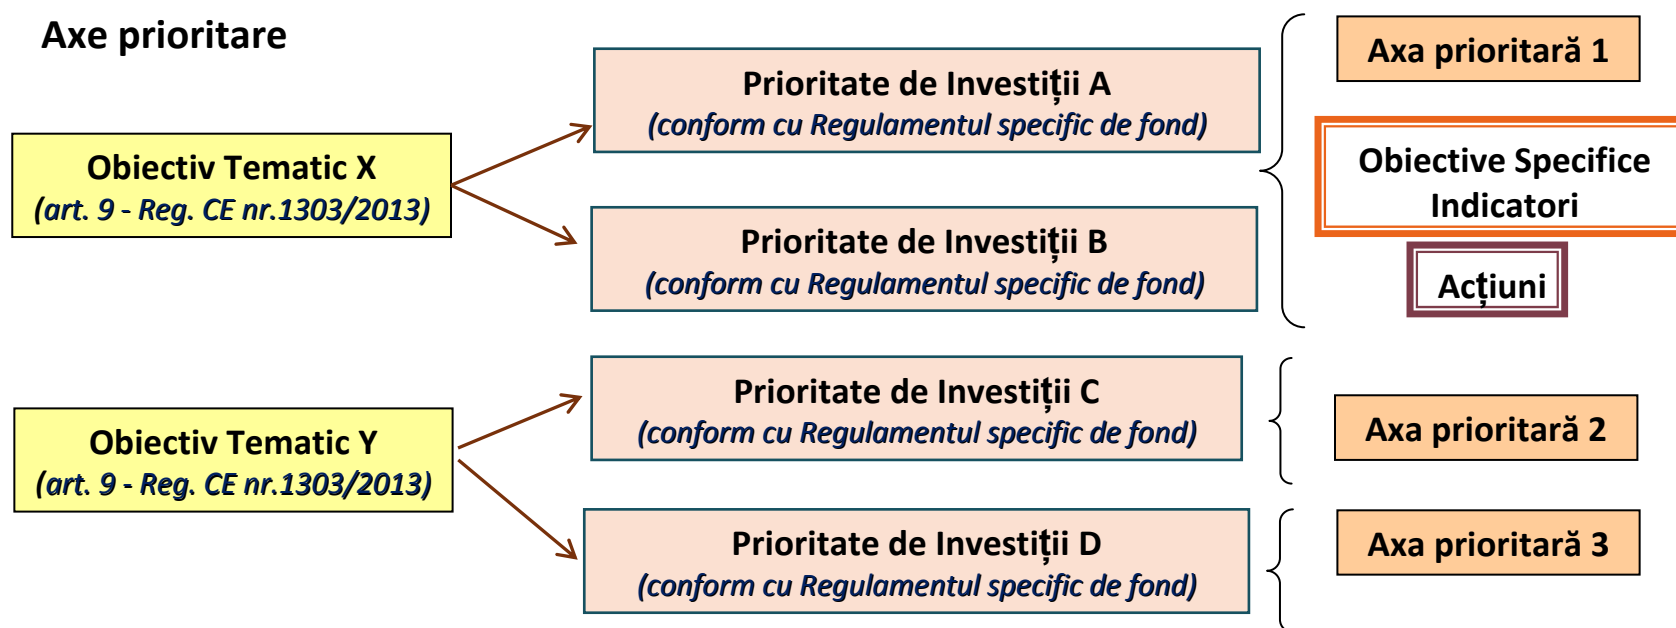 Axe prioritare
Obiectiv Tematic X
(art. 9 - Reg. CE nr.1303/2013)
Prioritate de Investiții A
(conform cu Regulamentul specific de fond)
Prioritate de Investiții B
(conform cu Regulamentul specific de fond)
Axa prioritară 1
Obiective Specifice
Indicatori
Acțiuni
Obiectiv Tematic Y
(art. 9 - Reg. CE nr.1303/2013)
Prioritate de Investiții C
(conform cu Regulamentul specific de fond)
Prioritate de Investiții D
(conform cu Regulamentul specific de fond)
Axa prioritară 2
Axa prioritară 3